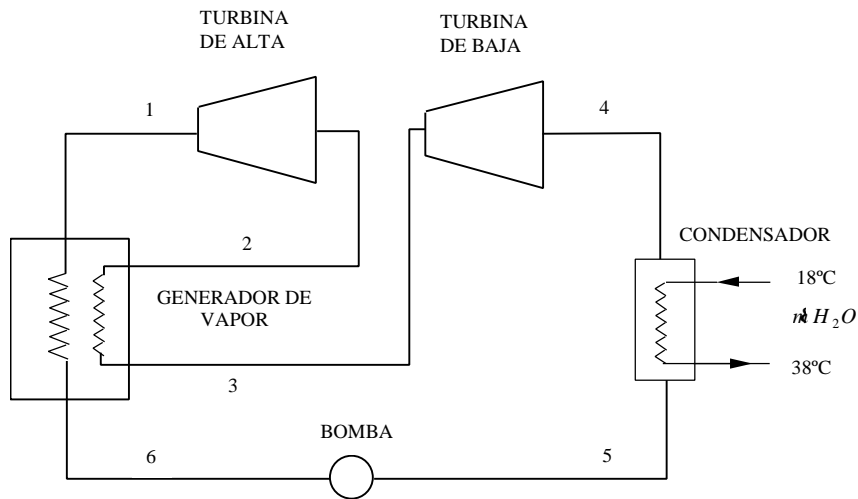 TURBINA
DE ALTA
TURBINA
DE BAJA
1
4
2
CONDENSADOR
18ºC
GENERADOR DE
VAPOR
H₂O
3
38ºC
BOMBA
6
5